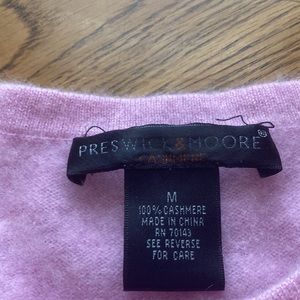 PRESWICK&MOORE®
CASHMERE
M
100% CASHMERE
MADE IN CHINA
RN 70143
SEE REVERSE
FOR CARE